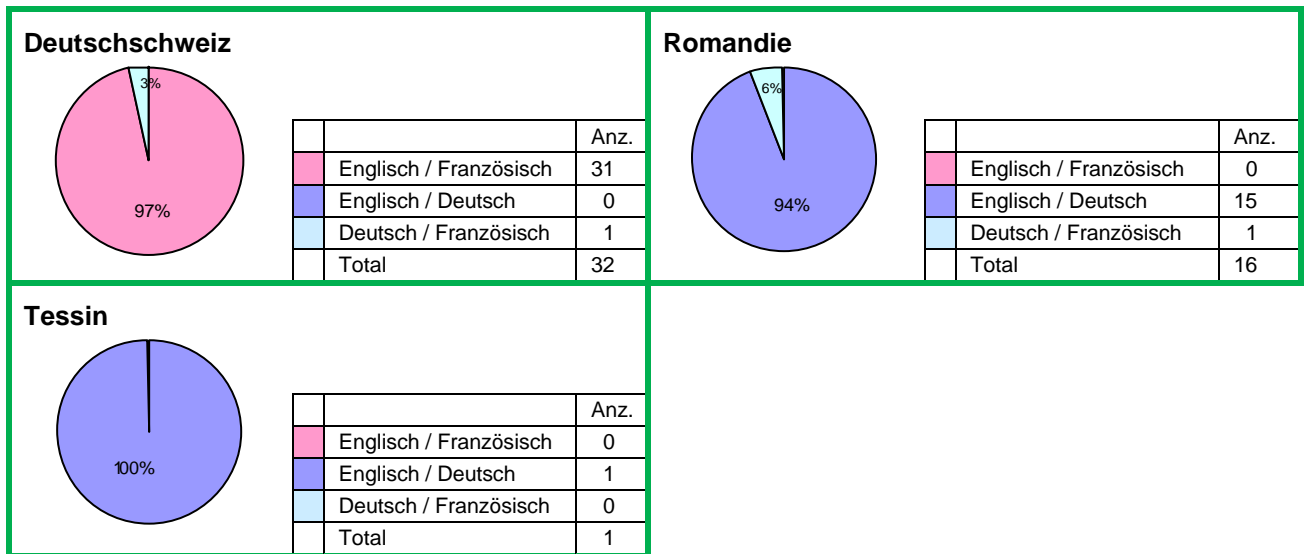 Deutschschweiz
3%
97%
Anz.
Englisch / Französisch 31
Englisch / Deutsch 0
Deutsch / Französisch 1
Total 32
Romandie
6%
94%
Anz.
Englisch / Französisch 0
Englisch / Deutsch 15
Deutsch / Französisch 1
Total 16
Tessin
100%
Anz.
Englisch / Französisch 0
Englisch / Deutsch 1
Deutsch / Französisch 0
Total 1